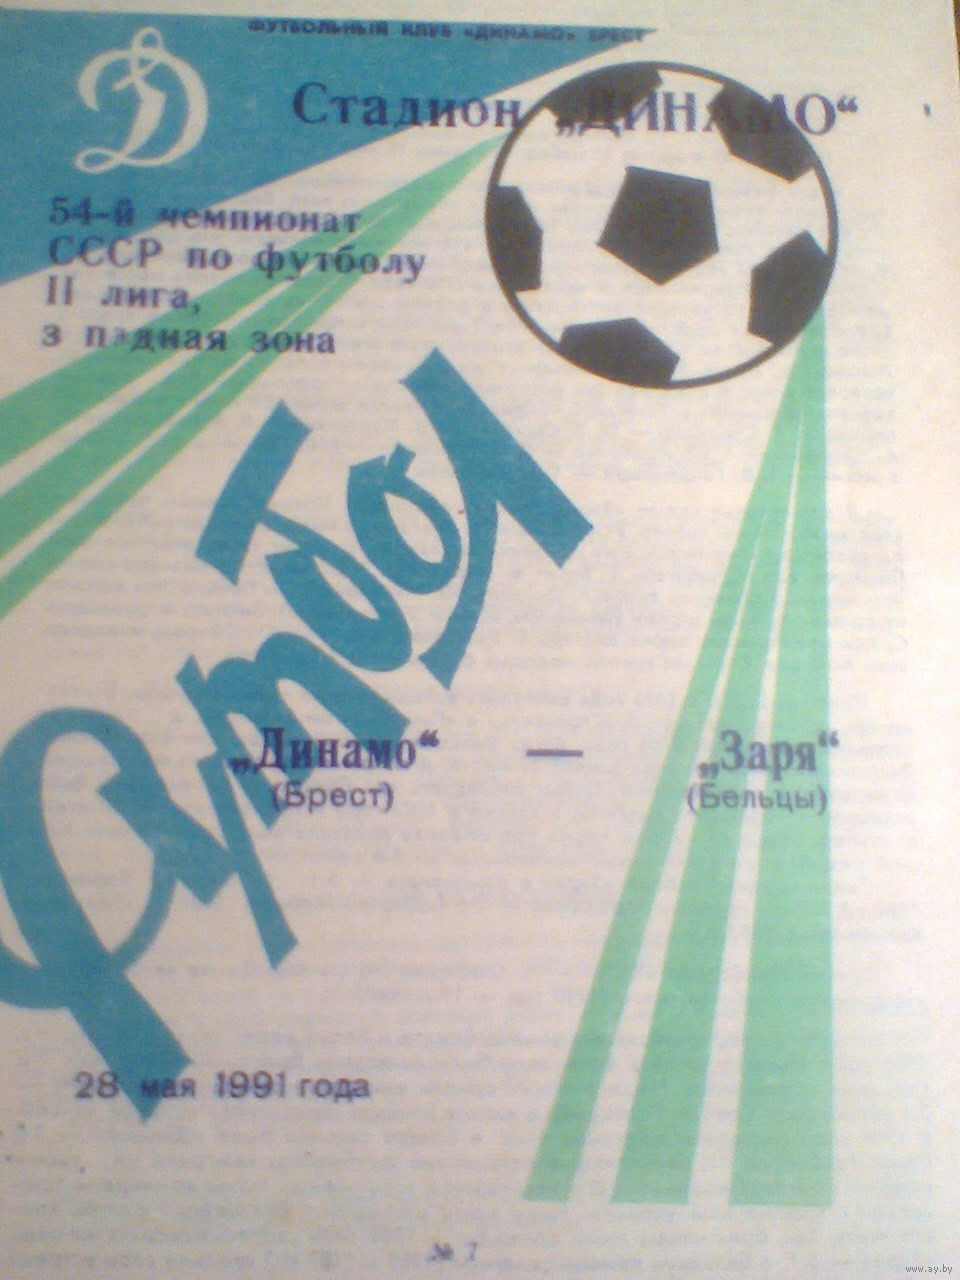 ФУТБОЛЬНЫЙ КЛУБ «ДИНАМО» БРЕСТ
Стадион „ДИНАМО“
54-й чемпионат
СССР по футболу
II лига,
з падная зона
Футбол
„Динамо“ — „Заря“
(Брест) (Бельцы)
28 мая 1991 года
№ 7
www.ay.by